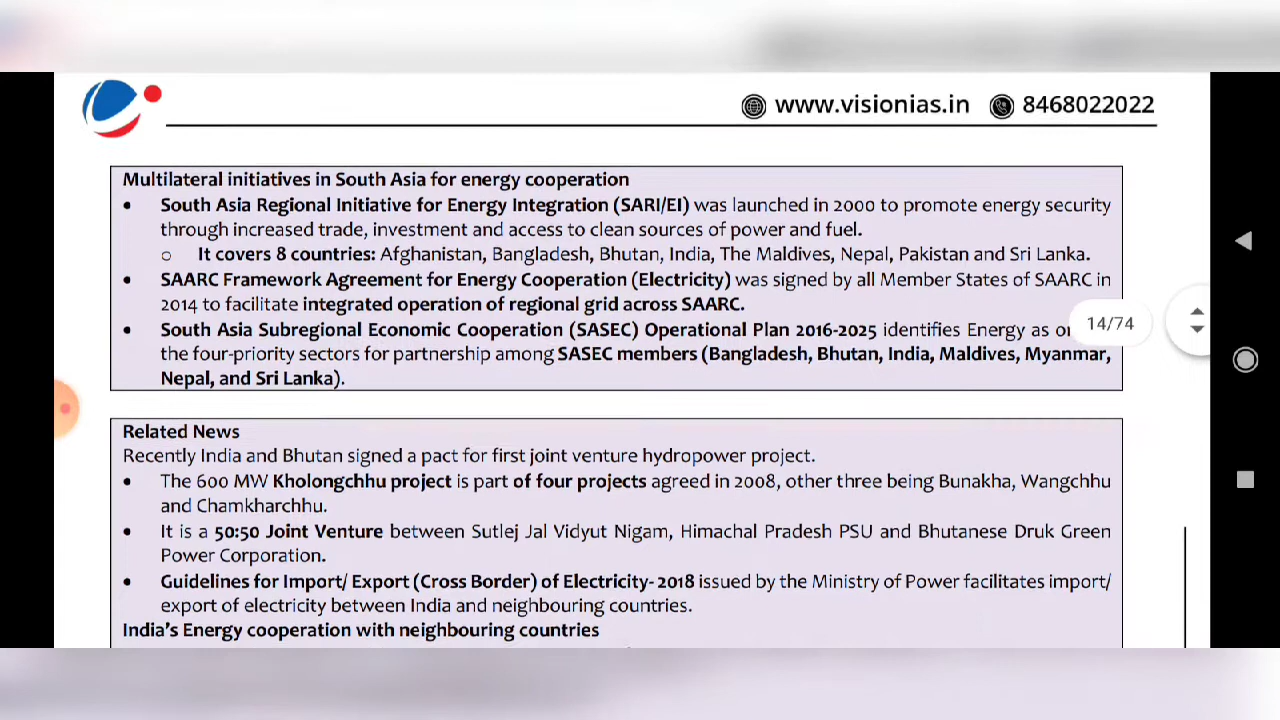 www.visionias.in 8468022022
Multilateral initiatives in South Asia for energy cooperation
• South Asia Regional Initiative for Energy Integration (SARI/EI) was launched in 2000 to promote energy security
through increased trade, investment and access to clean sources of power and fuel.
o It covers 8 countries: Afghanistan, Bangladesh, Bhutan, India, The Maldives, Nepal, Pakistan and Sri Lanka.
• SAARC Framework Agreement for Energy Cooperation (Electricity) was signed by all Member States of SAARC in
2014 to facilitate integrated operation of regional grid across SAARC.
14/74
• South Asia Subregional Economic Cooperation (SASEC) Operational Plan 2016-2025 identifies Energy as
the four-priority sectors for partnership among SASEC members (Bangladesh, Bhutan, India, Maldives, Myanmar,
Nepal, and Sri Lanka).
Related News
Recently India and Bhutan signed a pact for first joint venture hydropower project.
• The 600 MW Kholongchhu project is part of four projects agreed in 2008, other three being Bunakha, Wangchhu
and Chamkharchhu.
• It is a 50:50 Joint Venture between Sutlej Jal Vidyut Nigam, Himachal Pradesh PSU and Bhutanese Druk Green
Power Corporation.
• Guidelines for Import/ Export (Cross Border) of Electricity- 2018 issued by the Ministry of Power facilitates import/
export of electricity between India and neighbouring countries.
India's Energy cooperation with neighbouring countries